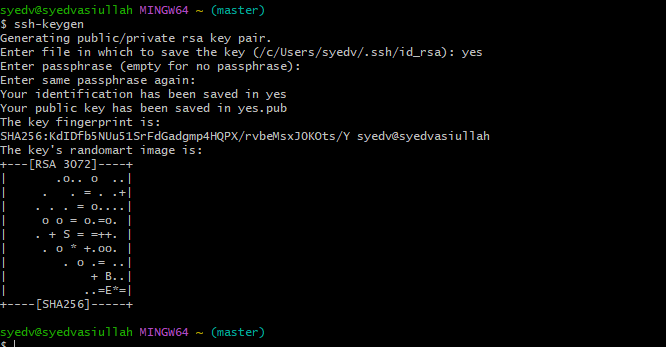 syedv@syedvasiullah MINGW64 ~ (master)
$ ssh-keygen
Generating public/private rsa key pair.
Enter file in which to save the key (/c/Users/syedv/.ssh/id_rsa): yes
Enter passphrase (empty for no passphrase):
Enter same passphrase again:
Your identification has been saved in yes
Your public key has been saved in yes.pub
The key fingerprint is:
SHA256:KdIDfb5NUu51SrFdGadgmp4HQPX/rvbeMsxJOKOts/Y syedv@syedvasiullah
The key's randomart image is:
+---[RSA 3072]----+
|       .o.. o  ..|
|     .   . = . .+|
|    . . . = o....|
|     o o = o.=o. |
|    . + S = =++. |
|     . o * +.oo. |
|        . o .= ..|
|            + B..|
|           ..=E*=|
+----[SHA256]-----+
syedv@syedvasiullah MINGW64 ~ (master)
$